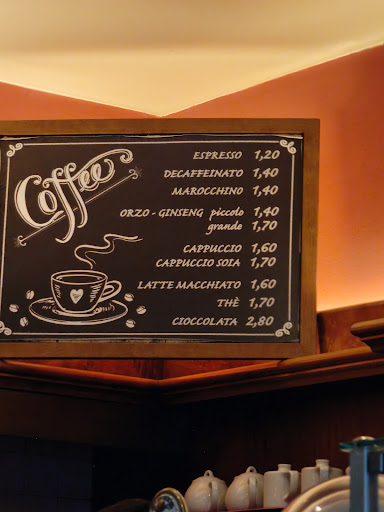 Coffee
ESPRESSO 1,20
DECAFFEINATO 1,40
MAROCCHINO 1,40
ORZO - GINSENG piccolo 1,40
grande 1,70
CAPPUCCIO 1,60
CAPPUCCIO SOIA 1,70
LATTE MACCHIATO 1,60
THÈ 1,70
CIOCCOLATA 2,80